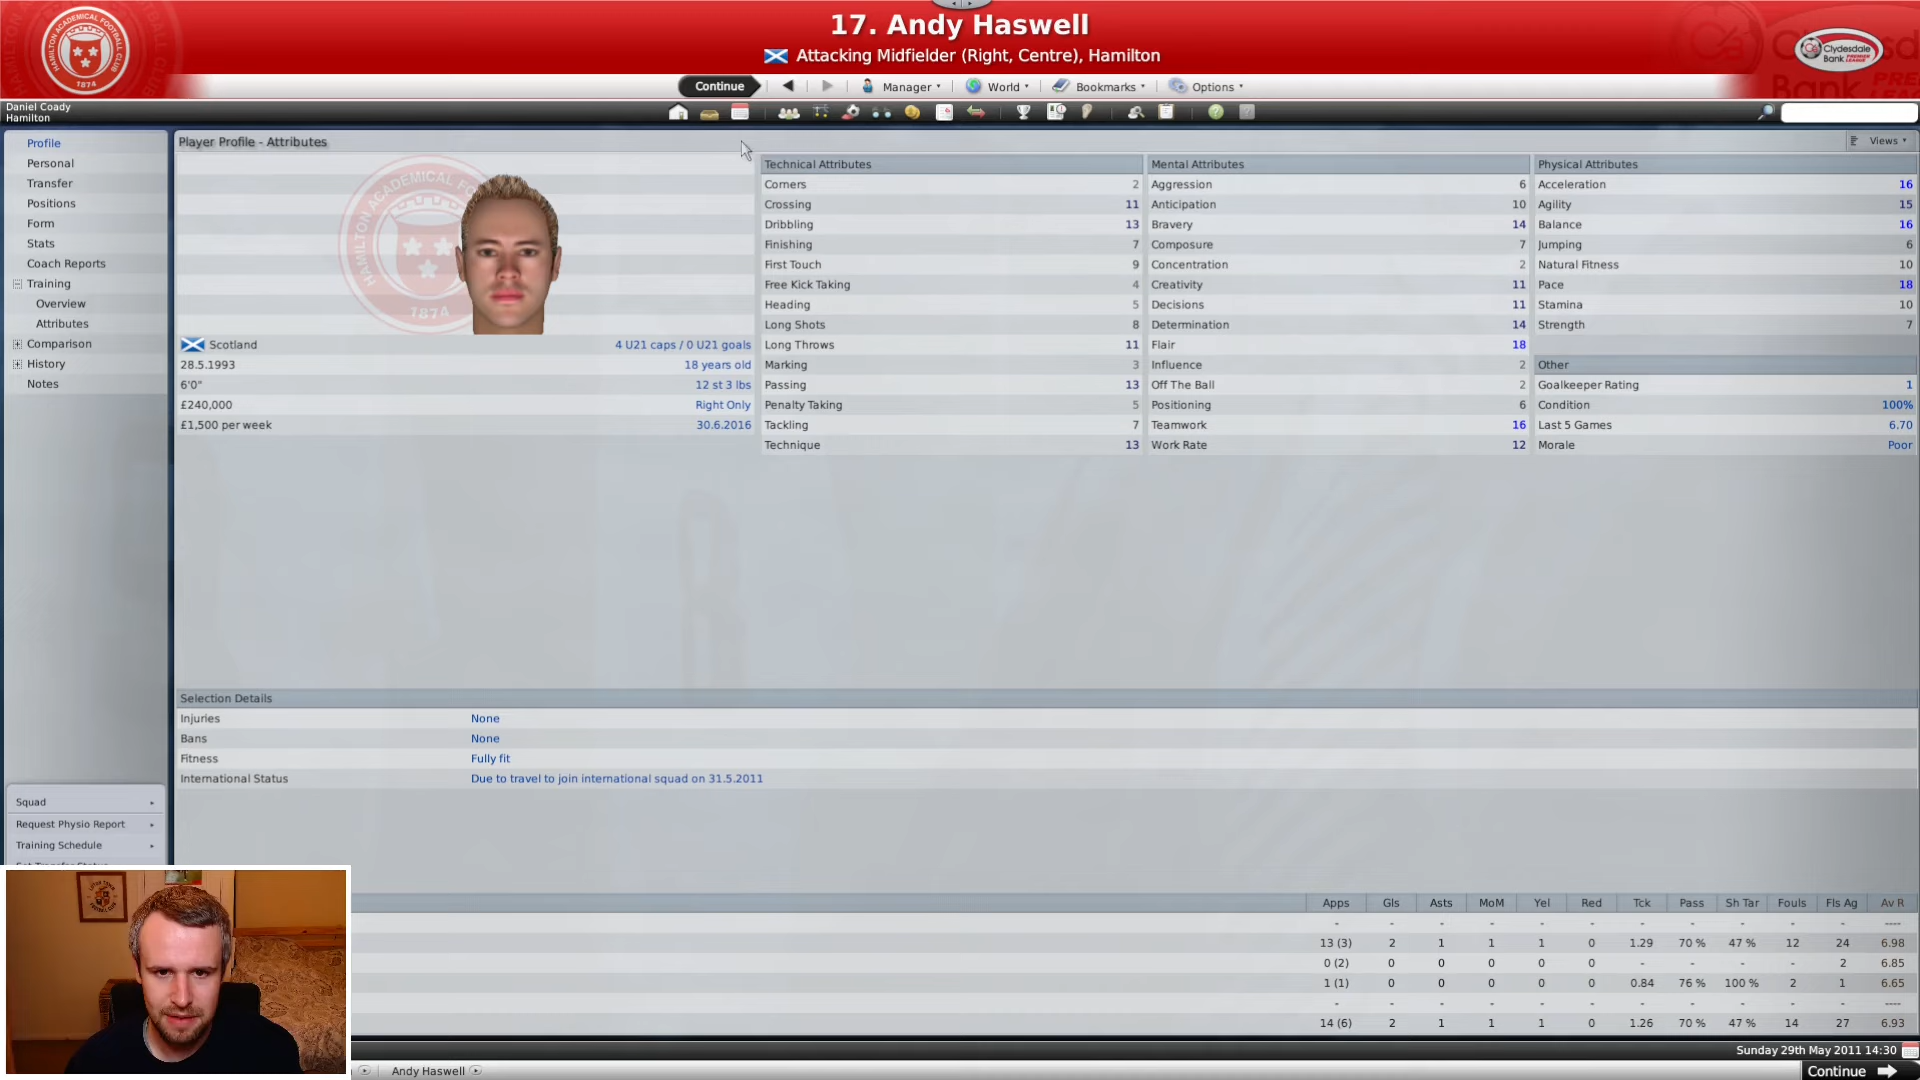 17. Andy Haswell
Attacking Midfielder (Right, Centre), Hamilton
HAMILTON ACADEMICAL FOOTBALL CLUB
1874
Clydesdale Bank
Continue Manager World Bookmarks Options
Daniel Coady
Hamilton
Profile
Personal
Transfer
Positions
Form
Stats
Coach Reports
Training
Overview
Attributes
Comparison
History
Notes
Squad
Request Physio Report
Training Schedule
Player Profile - Attributes Views
1874
Scotland 4 U21 caps / 0 U21 goals
28.5.1993 18 years old
6'0" 12 st 3 lbs
£240,000 Right Only
£1,500 per week 30.6.2016
Technical Attributes
Corners 2
Crossing 11
Dribbling 13
Finishing 7
First Touch 9
Free Kick Taking 4
Heading 5
Long Shots 8
Long Throws 11
Marking 3
Passing 13
Penalty Taking 5
Tackling 7
Technique 13
Mental Attributes
Aggression 6
Anticipation 10
Bravery 14
Composure 7
Concentration 2
Creativity 11
Decisions 11
Determination 14
Flair 18
Influence 2
Off The Ball 2
Positioning 6
Teamwork 16
Work Rate 12
Physical Attributes
Acceleration 16
Agility 15
Balance 16
Jumping 6
Natural Fitness 10
Pace 18
Stamina 10
Strength 7
Other
Goalkeeper Rating 1
Condition 100%
Last 5 Games 6.70
Morale Poor
Selection Details
Injuries None
Bans None
Fitness Fully fit
International Status Due to travel to join international squad on 31.5.2011
Apps Gls Asts MoM Yel Red Tck Pass Sh Tar Fouls Fls Ag Av R
- - - - - - - - - - - ----
13 (3) 2 1 1 1 0 1.29 70 % 47 % 12 24 6.98
0 (2) 0 0 0 0 0 - - - - 2 6.85
1 (1) 0 0 0 0 0 0.84 76 % 100 % 2 1 6.65
- - - - - - - - - - - ----
14 (6) 2 1 1 1 0 1.26 70 % 47 % 14 27 6.93
Sunday 29th May 2011 14:30
Andy Haswell
Continue